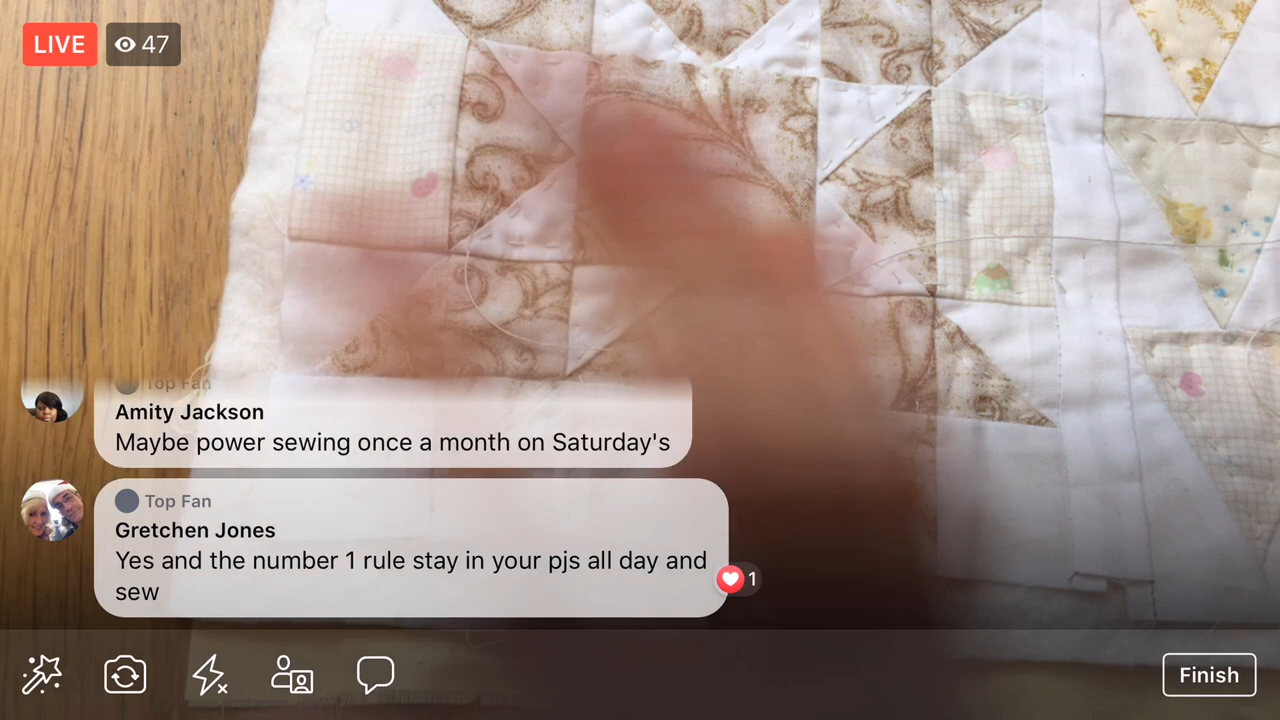 LIVE
47
Top Fan
Amity Jackson
Maybe power sewing once a month on Saturday's
Top Fan
Gretchen Jones
Yes and the number 1 rule stay in your pjs all day and
sew
1
Finish